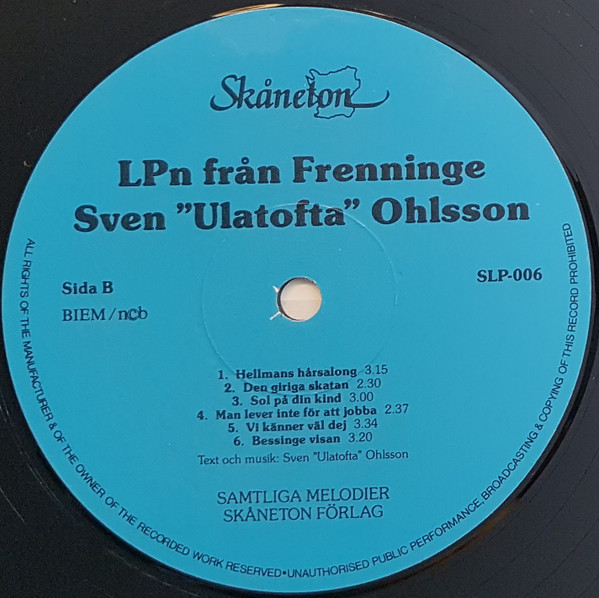 Skåneton
LPn från Frenninge
Sven "Ulatofta" Ohlsson
Sida B
SLP-006
BIEM/ncb
1. Hellmans hårsalong 3.15
2. Den giriga skatan 2.30
3. Sol på din kind 3.00
4. Man lever inte för att jobba 2.37
5. Vi känner väl dej 3.34
6. Bessinge visan 3.20
Text och musik: Sven "Ulatofta" Ohlsson
SAMTLIGA MELODIER
SKÅNETON FÖRLAG
ALL RIGHTS OF THE MANUFACTURER & OF THE OWNER OF THE RECORDED WORK RESERVED•UNAUTHORISED PUBLIC PERFORMANCE, BROADCASTING & COPYING OF THIS RECORD PROHIBITED